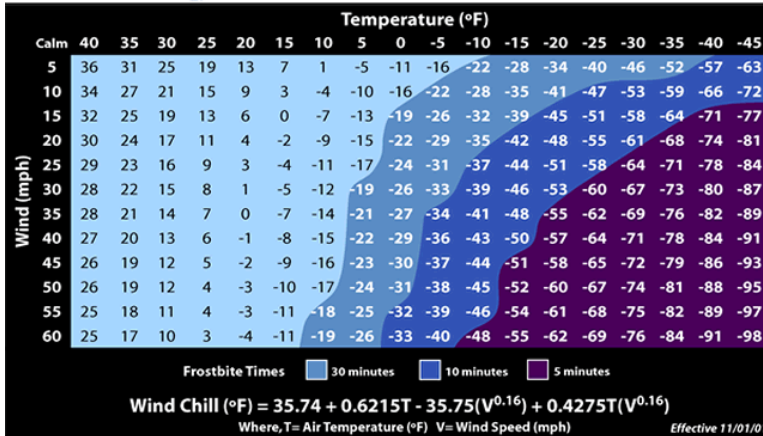 Temperature (ºF)
Calm 40 35 30 25 20 15 10 5 0 -5 -10 -15 -20 -25 -30 -35 -40 -45
5 36 31 25 19 13 7 1 -5 -11 -16 -22 -28 -34 -40 -46 -52 -57 -63
10 34 27 21 15 9 3 -4 -10 -16 -22 -28 -35 -41 -47 -53 -59 -66 -72
15 32 25 19 13 6 0 -7 -13 -19 -26 -32 -39 -45 -51 -58 -64 -71 -77
20 30 24 17 11 4 -2 -9 -15 -22 -29 -35 -42 -48 -55 -61 -68 -74 -81
25 29 23 16 9 3 -4 -11 -17 -24 -31 -37 -44 -51 -58 -64 -71 -78 -84
30 28 22 15 8 1 -5 -12 -19 -26 -33 -39 -46 -53 -60 -67 -73 -80 -87
35 28 21 14 7 0 -7 -14 -21 -27 -34 -41 -48 -55 -62 -69 -76 -82 -89
40 27 20 13 6 -1 -8 -15 -22 -29 -36 -43 -50 -57 -64 -71 -78 -84 -91
45 26 19 12 5 -2 -9 -16 -23 -30 -37 -44 -51 -58 -65 -72 -79 -86 -93
50 26 19 12 4 -3 -10 -17 -24 -31 -38 -45 -52 -60 -67 -74 -81 -88 -95
55 25 18 11 4 -3 -11 -18 -25 -32 -39 -46 -54 -61 -68 -75 -82 -89 -97
60 25 17 10 3 -4 -11 -19 -26 -33 -40 -48 -55 -62 -69 -76 -84 -91 -98
Wind (mph)
Frostbite Times 30 minutes 10 minutes 5 minutes
Wind Chill (ºF) = 35.74 + 0.6215T - 35.75(V^0.16) + 0.4275T(V^0.16)
Where, T= Air Temperature (ºF) V= Wind Speed (mph) Effective 11/01/0